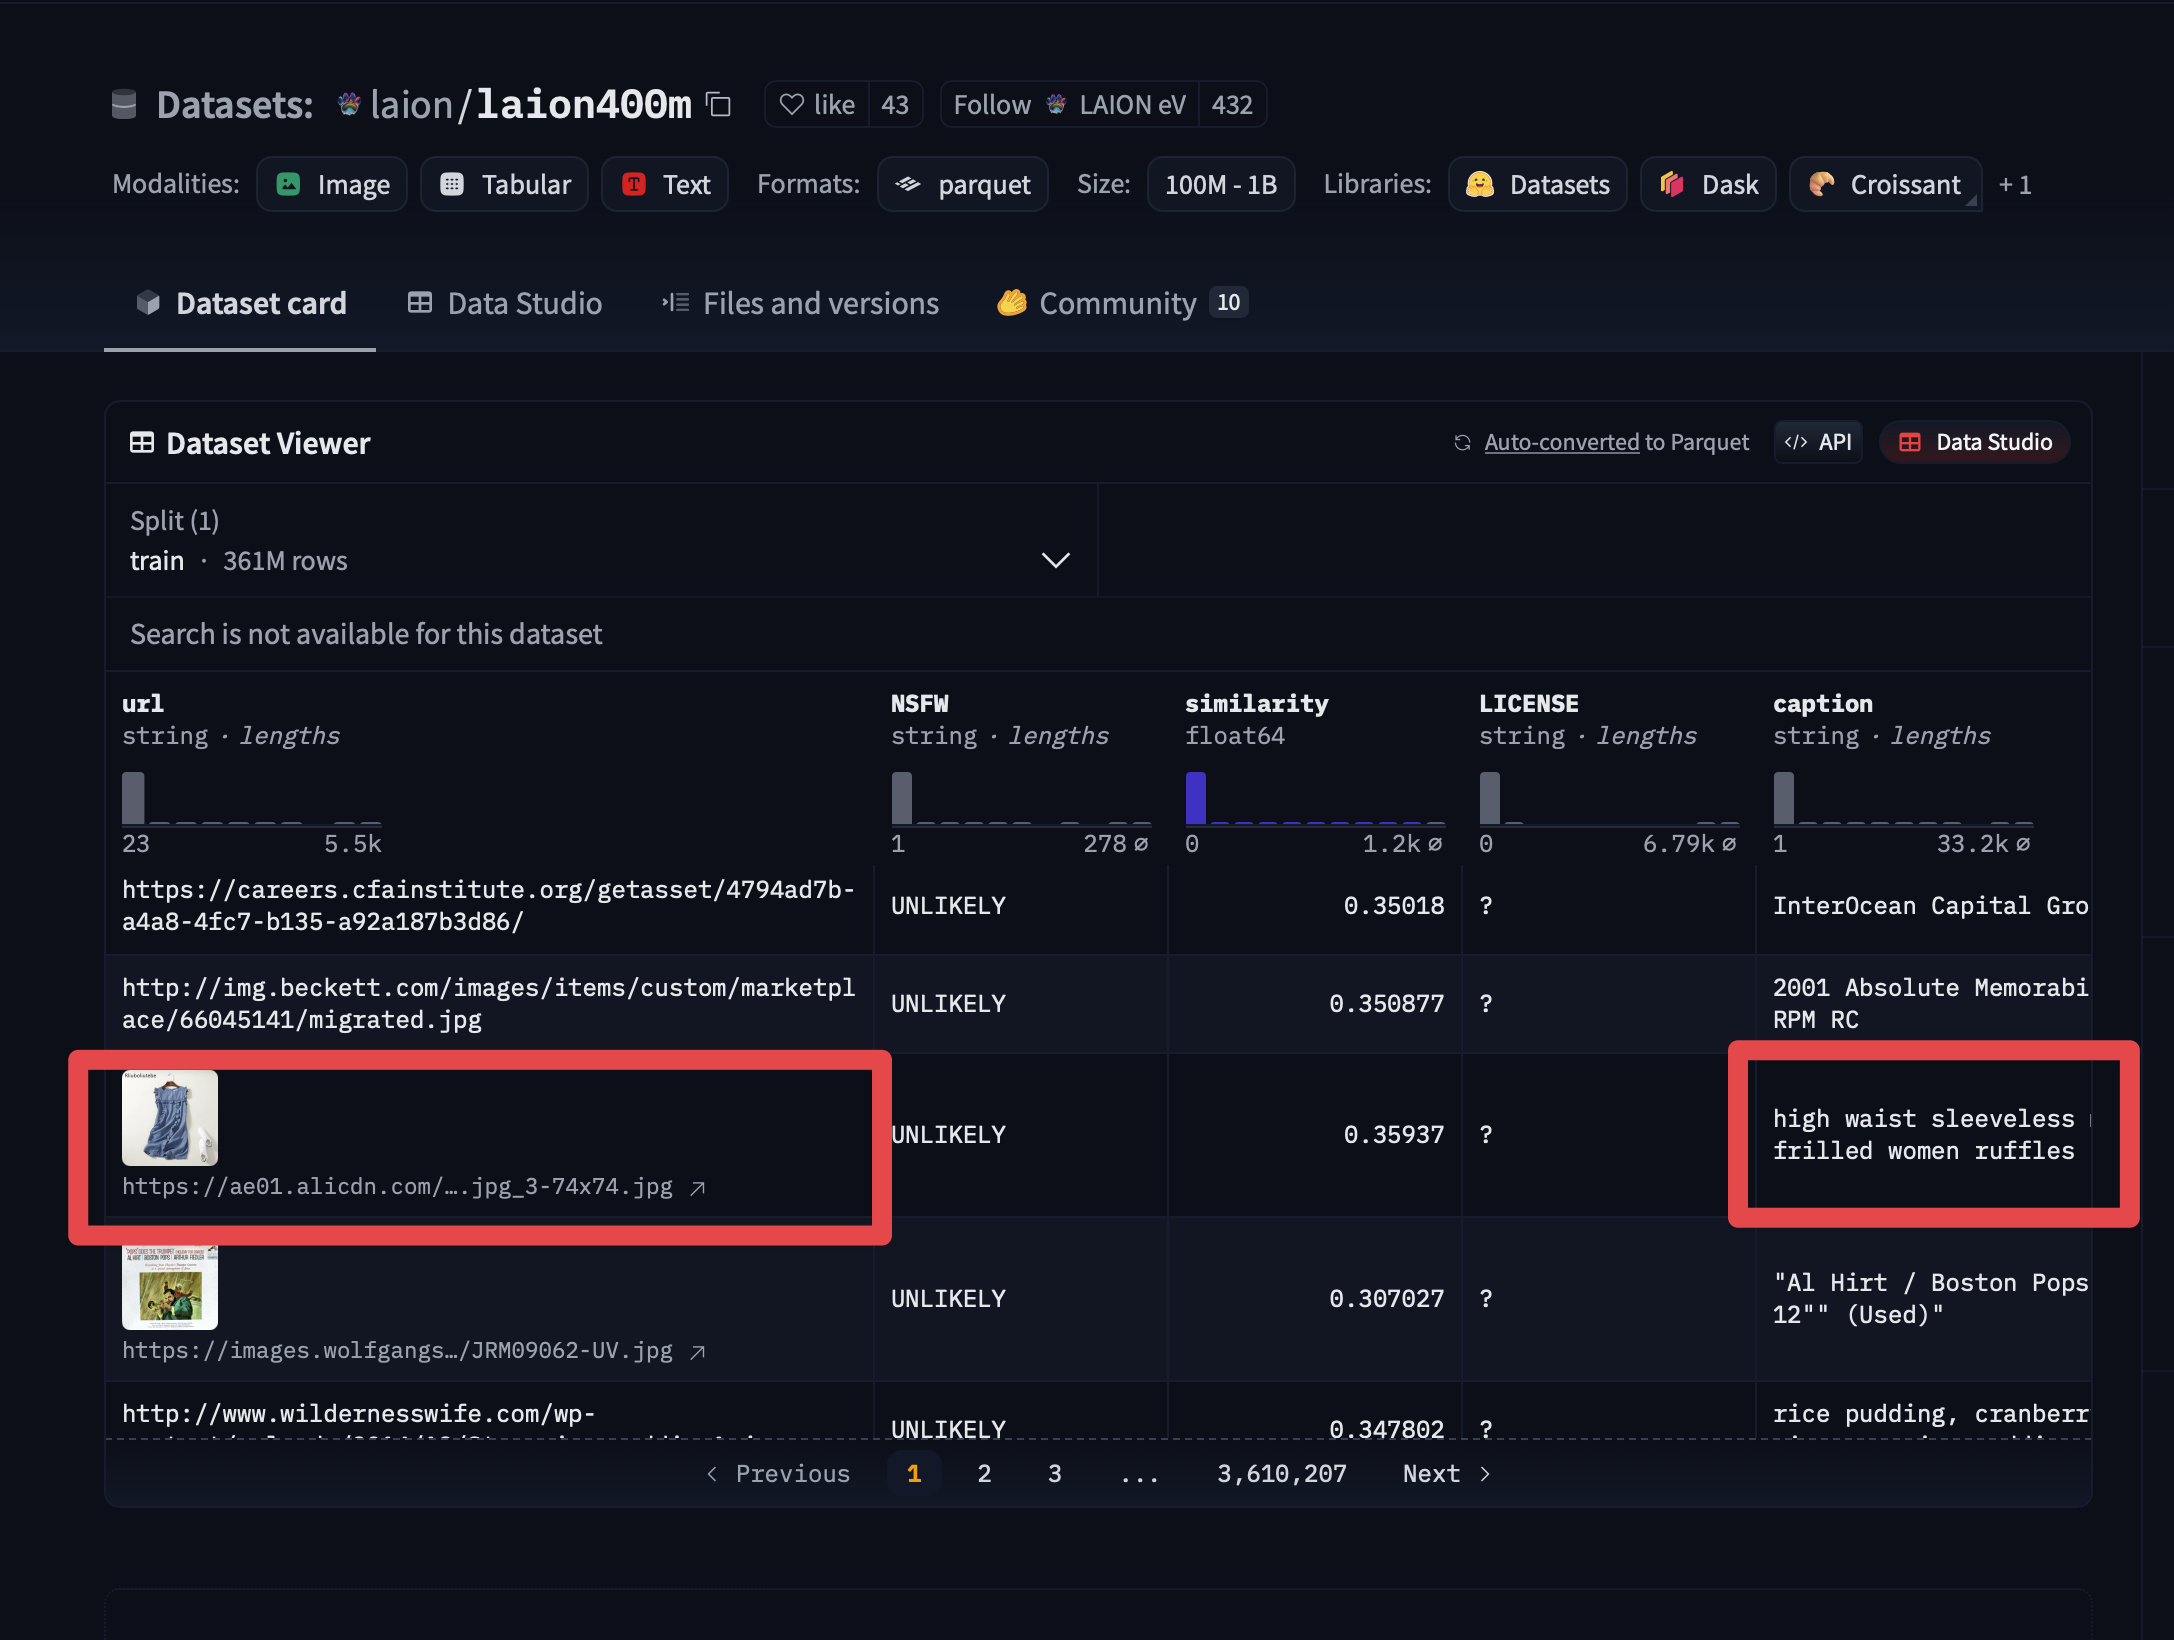 Datasets: laion/laion400m like 43 Follow LAION eV 432
Modalities: Image Tabular Text Formats: parquet Size: 100M - 1B Libraries: Datasets Dask Croissant + 1
Dataset card Data Studio Files and versions Community 10
Dataset Viewer Auto-converted to Parquet </> API Data Studio
Split (1)
train · 361M rows
Search is not available for this dataset
url NSFW similarity LICENSE caption
string · lengths string · lengths float64 string · lengths string · lengths
23 5.5k 1 278 ∅ 0 1.2k ∅ 0 6.79k ∅ 1 33.2k ∅
https://careers.cfainstitute.org/getasset/4794ad7b-
a4a8-4fc7-b135-a92a187b3d86/
UNLIKELY 0.35018 ? InterOcean Capital Gro
http://img.beckett.com/images/items/custom/marketpl
ace/66045141/migrated.jpg
UNLIKELY 0.350877 ? 2001 Absolute Memorabi
RPM RC
https://ae01.alicdn.com/….jpg_3-74x74.jpg
UNLIKELY 0.35937 ? high waist sleeveless
frilled women ruffles
https://images.wolfgangs…/JRM09062-UV.jpg
UNLIKELY 0.307027 ? "Al Hirt / Boston Pops
12"" (Used)"
http://www.wildernesswife.com/wp-
UNLIKELY 0.347802 ? rice pudding, cranberr
Previous 1 2 3 ... 3,610,207 Next